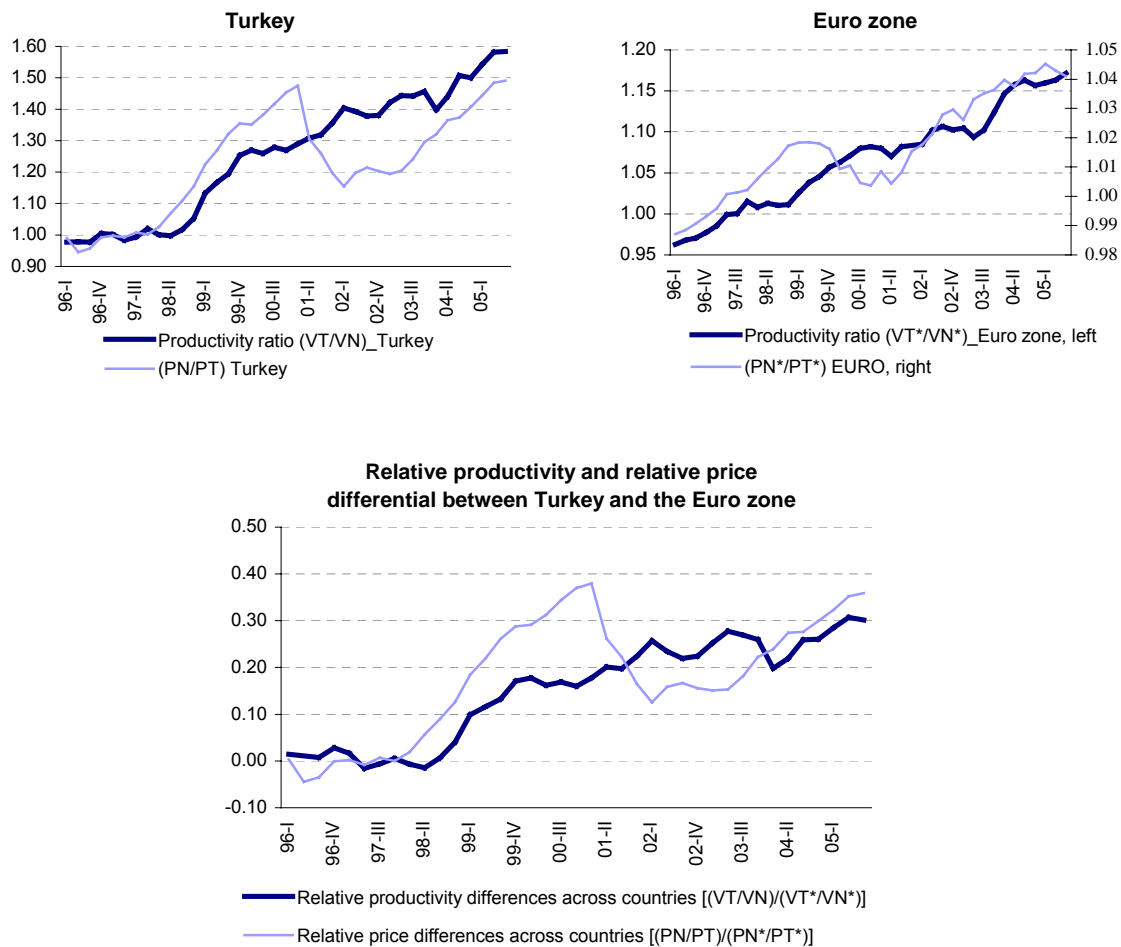 Turkey
1.60
1.50
1.40
1.30
1.20
1.10
1.00
0.90
96-I
96-IV
97-III
98-II
99-I
99-IV
00-III
01-II
02-I
02-IV
03-III
04-II
05-I
Productivity ratio (VT/VN)_Turkey
(PN/PT) Turkey
Euro zone
1.20
1.15
1.10
1.05
1.00
0.95
1.05
1.04
1.03
1.02
1.01
1.00
0.99
0.98
96-I
96-IV
97-III
98-II
99-I
99-IV
00-III
01-II
02-I
02-IV
03-III
04-II
05-I
Productivity ratio (VT*/VN*)_Euro zone, left
(PN*/PT*) EURO, right
Relative productivity and relative price
differential between Turkey and the Euro zone
0.50
0.40
0.30
0.20
0.10
0.00
-0.10
96-I
96-IV
97-III
98-II
99-I
99-IV
00-III
01-II
02-I
02-IV
03-III
04-II
05-I
Relative productivity differences across countries [(VT/VN)/(VT*/VN*)]
Relative price differences across countries [(PN/PT)/(PN*/PT*)]